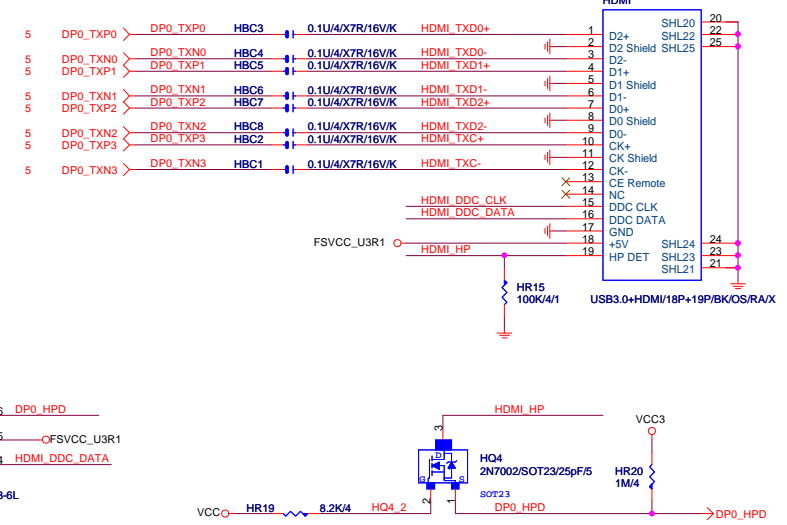 HDMI
5 DP0_TXP0 DP0_TXP0 HBC3 0.1U/4/X7R/16V/K HDMI_TXD0+ 1 D2+ SHL20 20
2 D2 Shield SHL22 22
5 DP0_TXN0 DP0_TXN0 HBC4 0.1U/4/X7R/16V/K HDMI_TXD0- 3 D2- SHL25 25
5 DP0_TXP1 DP0_TXP1 HBC5 0.1U/4/X7R/16V/K HDMI_TXD1+ 4 D1+
5 D1 Shield
5 DP0_TXN1 DP0_TXN1 HBC6 0.1U/4/X7R/16V/K HDMI_TXD1- 6 D1-
5 DP0_TXP2 DP0_TXP2 HBC7 0.1U/4/X7R/16V/K HDMI_TXD2+ 7 D0+
8 D0 Shield
5 DP0_TXN2 DP0_TXN2 HBC8 0.1U/4/X7R/16V/K HDMI_TXD2- 9 D0-
5 DP0_TXP3 DP0_TXP3 HBC2 0.1U/4/X7R/16V/K HDMI_TXC+ 10 CK+
11 CK Shield
5 DP0_TXN3 DP0_TXN3 HBC1 0.1U/4/X7R/16V/K HDMI_TXC- 12 CK-
13 CE Remote
14 NC
HDMI_DDC_CLK 15 DDC CLK
HDMI_DDC_DATA 16 DDC DATA
17 GND
FSVCC_U3R1 18 +5V SHL24 24
HDMI_HP 19 HP DET SHL23 23
SHL21 21
HR15
100K/4/1
USB3.0+HDMI/18P+19P/BK/OS/RA/X
DP0_HPD
FSVCC_U3R1
HDMI_DDC_DATA
-6L
HDMI_HP
VCC3
3
D
HQ4
2N7002/SOT23/25pF/5
G S
SOT23
HR20
1M/4
2 1
VCC HR19 8.2K/4 HQ4_2 DP0_HPD DP0_HPD